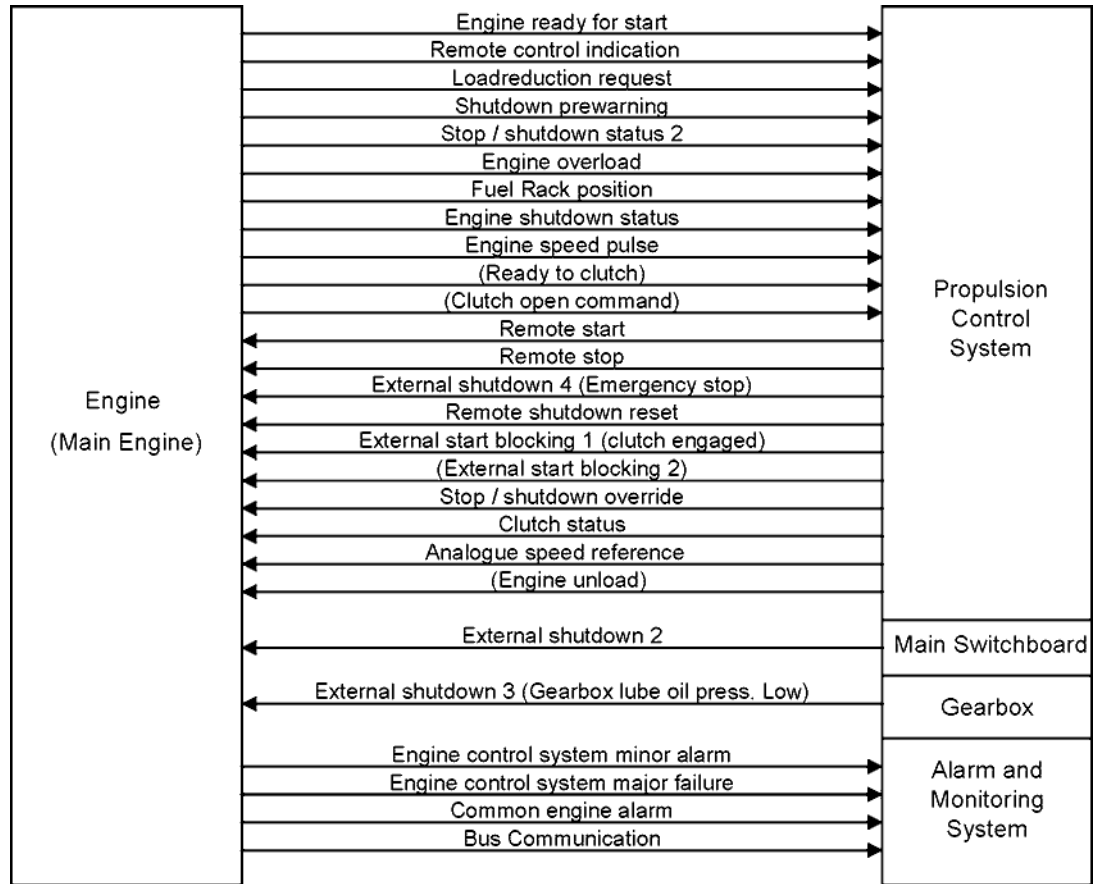 Engine ready for start
Remote control indication
Loadreduction request
Shutdown prewarning
Stop / shutdown status 2
Engine overload
Fuel Rack position
Engine shutdown status
Engine speed pulse
(Ready to clutch)
(Clutch open command)
Remote start
Remote stop
External shutdown 4 (Emergency stop)
Remote shutdown reset
External start blocking 1 (clutch engaged)
(External start blocking 2)
Stop / shutdown override
Clutch status
Analogue speed reference
(Engine unload)
External shutdown 2
External shutdown 3 (Gearbox lube oil press. Low)
Engine control system minor alarm
Engine control system major failure
Common engine alarm
Bus Communication
Engine
(Main Engine)
Propulsion
Control
System
Main Switchboard
Gearbox
Alarm and
Monitoring
System